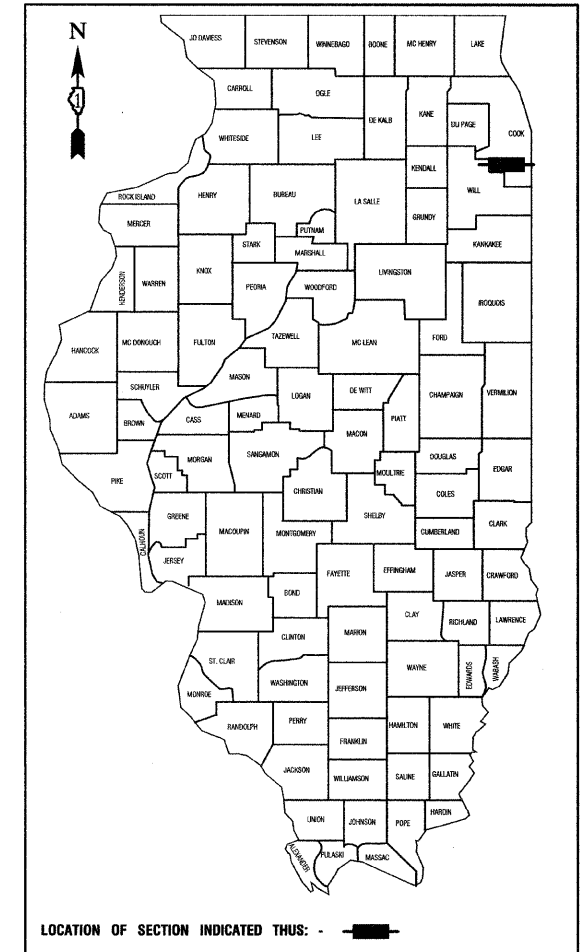 JO DAVIESS STEVENSON WINNEBAGO BOONE MC HENRY LAKE
N
CARROLL OGLE DE KALB KANE DU PAGE COOK
1
WHITESIDE LEE
KENDALL WILL
ROCK ISLAND HENRY BUREAU LA SALLE GRUNDY
MERCER PUTNAM
STARK MARSHALL KANKAKEE
HENDERSON WARREN KNOX PEORIA WOODFORD LIVINGSTON IROQUOIS
HANCOCK MC DONOUGH FULTON TAZEWELL MC LEAN FORD
SCHUYLER MASON LOGAN DE WITT CHAMPAIGN VERMILION
ADAMS BROWN CASS MENARD PIATT
MACON
PIKE SCOTT MORGAN SANGAMON DOUGLAS EDGAR
CHRISTIAN MOULTRIE COLES
GREENE MACOUPIN MONTGOMERY SHELBY CUMBERLAND CLARK
CALHOUN JERSEY FAYETTE EFFINGHAM JASPER CRAWFORD
MADISON BOND CLAY
CLINTON MARION RICHLAND LAWRENCE
ST. CLAIR WASHINGTON WAYNE EDWARDS WABASH
MONROE JEFFERSON
RANDOLPH PERRY HAMILTON WHITE
FRANKLIN
JACKSON WILLIAMSON SALINE GALLATIN
UNION JOHNSON POPE HARDIN
ALEXANDER PULASKI MASSAC
LOCATION OF SECTION INDICATED THUS: -